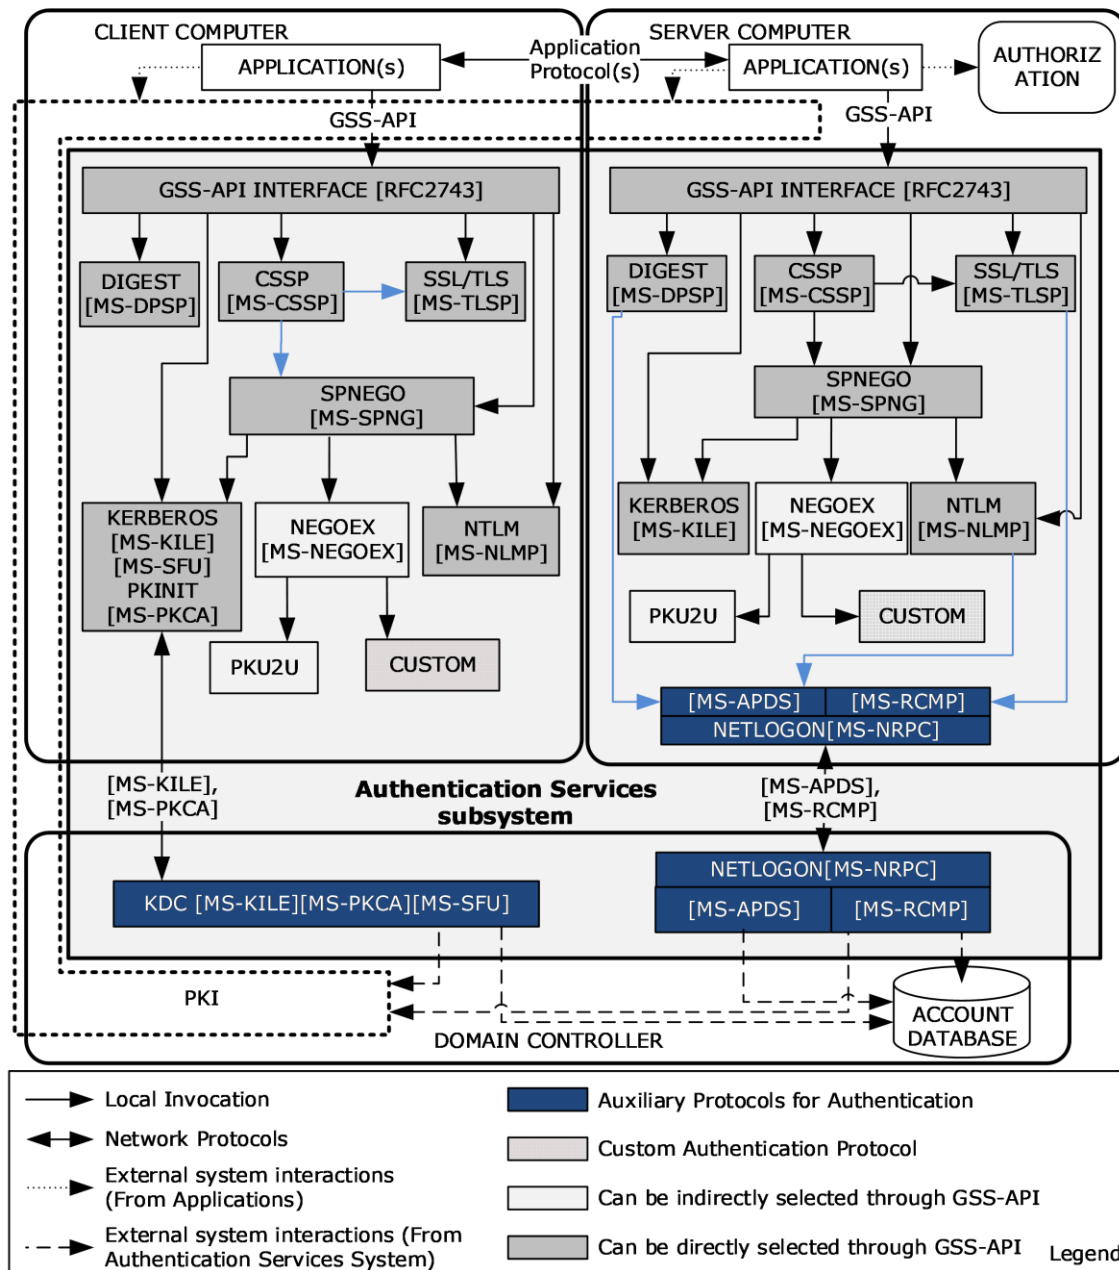 CLIENT COMPUTER
SERVER COMPUTER
APPLICATION(s)
Application
Protocol(s)
APPLICATION(s)
AUTHORIZ
ATION
GSS-API
GSS-API
GSS-API INTERFACE [RFC2743]
GSS-API INTERFACE [RFC2743]
DIGEST
[MS-DPSP]
CSSP
[MS-CSSP]
SSL/TLS
[MS-TLSP]
DIGEST
[MS-DPSP]
CSSP
[MS-CSSP]
SSL/TLS
[MS-TLSP]
SPNEGO
[MS-SPNG]
SPNEGO
[MS-SPNG]
KERBEROS
[MS-KILE]
[MS-SFU]
PKINIT
[MS-PKCA]
NEGOEX
[MS-NEGOEX]
NTLM
[MS-NLMP]
KERBEROS
[MS-KILE]
NEGOEX
[MS-NEGOEX]
NTLM
[MS-NLMP]
PKU2U
CUSTOM
PKU2U
CUSTOM
[MS-APDS]
[MS-RCMP]
NETLOGON[MS-NRPC]
[MS-KILE],
[MS-PKCA]
Authentication Services
subsystem
[MS-APDS],
[MS-RCMP]
KDC [MS-KILE][MS-PKCA][MS-SFU]
NETLOGON[MS-NRPC]
[MS-APDS]
[MS-RCMP]
PKI
DOMAIN CONTROLLER
ACCOUNT
DATABASE
Local Invocation
Network Protocols
External system interactions
(From Applications)
External system interactions (From
Authentication Services System)
Auxiliary Protocols for Authentication
Custom Authentication Protocol
Can be indirectly selected through GSS-API
Can be directly selected through GSS-API
Legend